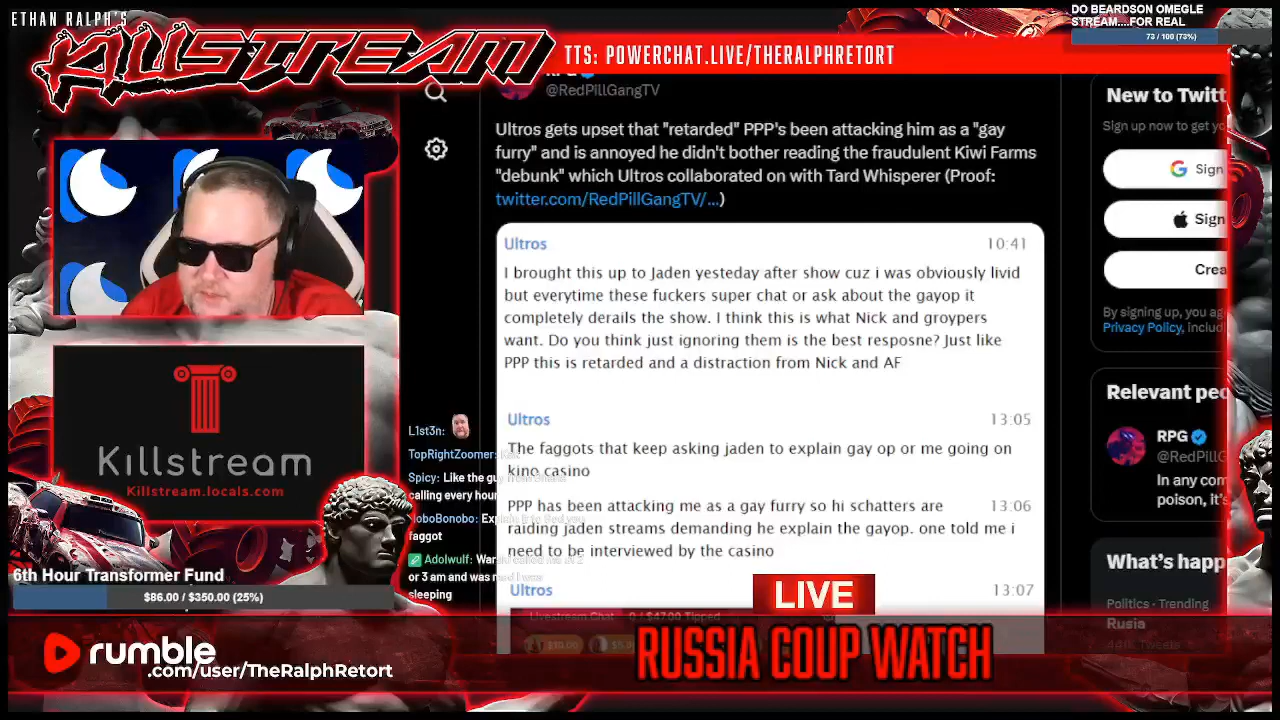 ETHAN RALPH'S
KILLSTREAM
TTS: POWERCHAT.LIVE/THERALPHRETORT
DO BEARDSON OMEGLE
STREAM....FOR REAL
73 / 100 (73%)
@RedPillGangTV
Ultros gets upset that "retarded" PPP's been attacking him as a "gay
furry" and is annoyed he didn't bother reading the fraudulent Kiwi Farms
"debunk" which Ultros collaborated on with Tard Whisperer (Proof:
twitter.com/RedPillGangTV/...)
Ultros 10:41
I brought this up to Jaden yesteday after show cuz i was obviously livid
but everytime these fuckers super chat or ask about the gayop it
completely derails the show. I think this is what Nick and groypers
want. Do you think just ignoring them is the best resposne? Just like
PPP this is retarded and a distraction from Nick and AF
Ultros 13:05
The faggots that keep asking jaden to explain gay op or me going on
kino casino
PPP has been attacking me as a gay furry so hi schatters are 13:06
raiding jaden streams demanding he explain the gayop. one told me i
need to be interviewed by the casino
Ultros 13:07
Livestream Chat 0 / $47.00 Tipped
$10.00
New to Twitt
Sign up now to get yo
Sign
Sign
Crea
By signing up, you ag
Privacy Policy, includi
Relevant peo
RPG
@RedPillG
In any com
poison, it's
What's happ
Politics · Trending
Rusia
Tweets
L1st3n:
TopRightZoomer:
Spicy: Like the gu
calling every hour
NoboBonobo:
faggot
Adolwulf:
or 3 am and was
sleeping
Killstream
Killstream.locals.com
6th Hour Transformer Fund
$86.00 / $350.00 (25%)
LIVE
rumble
.com/user/TheRalphRetort
RUSSIA COUP WATCH